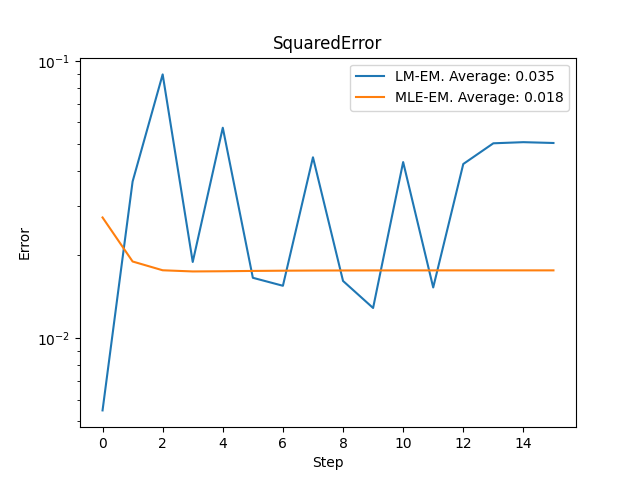 SquaredError
LM-EM. Average: 0.035
MLE-EM. Average: 0.018
10⁻¹
10⁻²
Error
0 2 4 6 8 10 12 14
Step